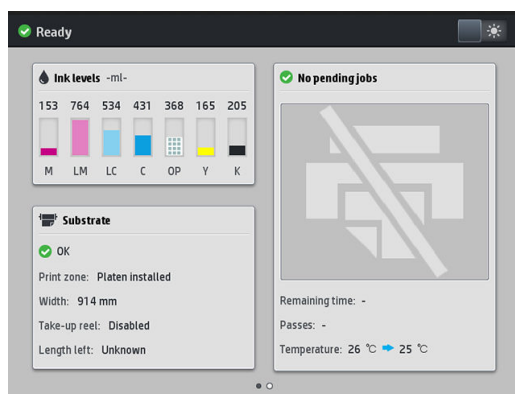 Ready
Ink levels -ml-
153 764 534 431 368 165 205
M LM LC C OP Y K
Substrate
OK
Print zone: Platen installed
Width: 914 mm
Take-up reel: Disabled
Length left: Unknown
No pending jobs
Remaining time: -
Passes: -
Temperature: 26 °C ➡ 25 °C